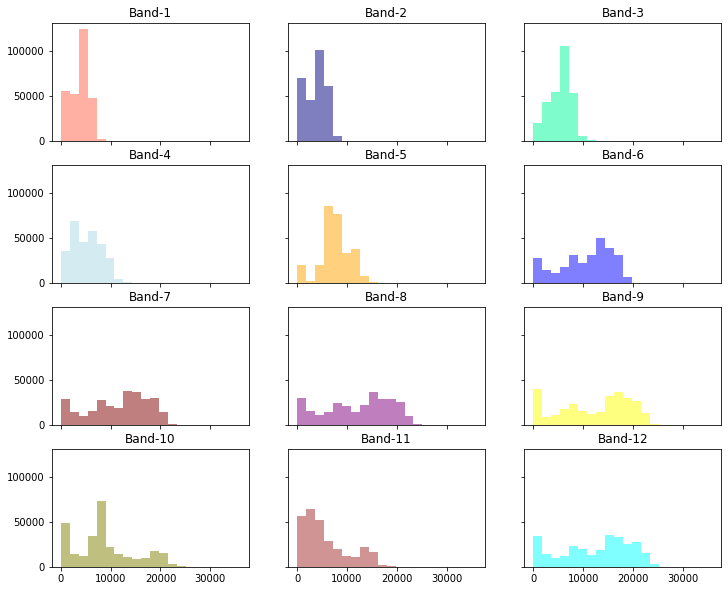 Band-1 Band-2 Band-3
100000
50000
0
Band-4 Band-5 Band-6
100000
50000
0
Band-7 Band-8 Band-9
100000
50000
0
Band-10 Band-11 Band-12
100000
50000
0
0 10000 20000 30000 0 10000 20000 30000 0 10000 20000 30000